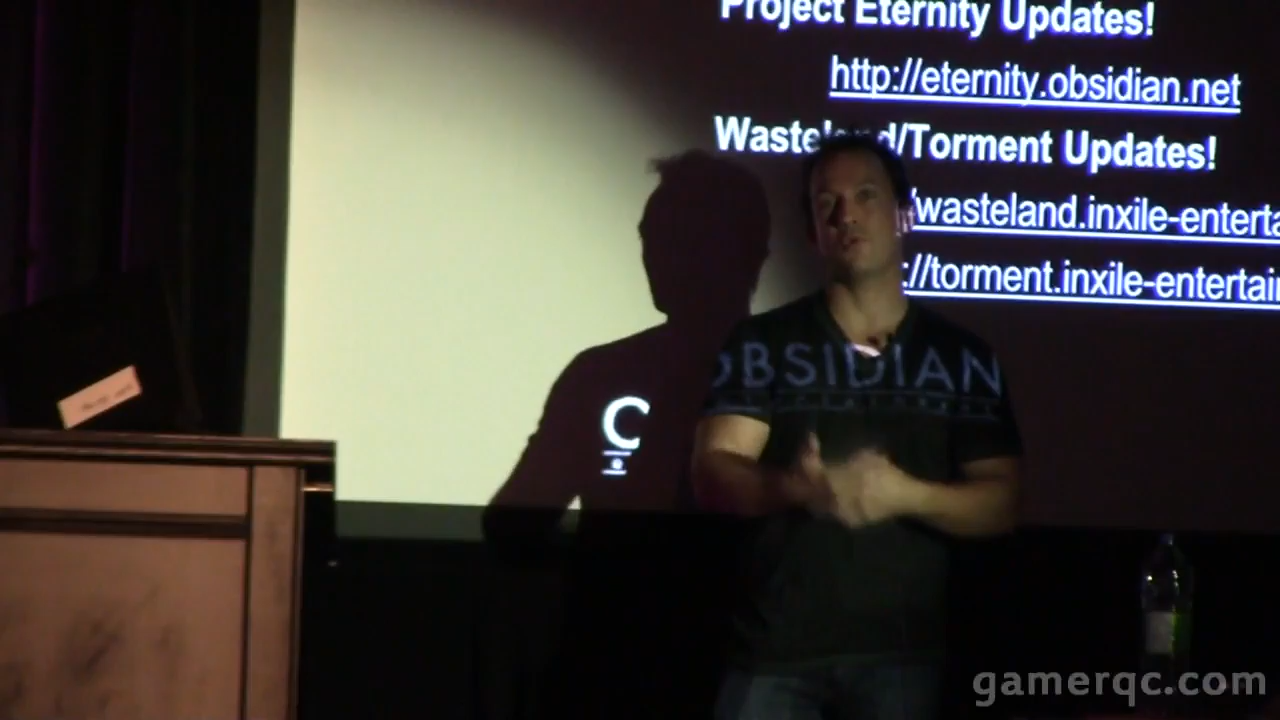 Project Eternity Updates!
http://eternity.obsidian.net
Wasteland/Torment Updates!
/wasteland.inxile-enterta
://torment.inxile-entertai
OBSIDIAN
C
gamerqc.com